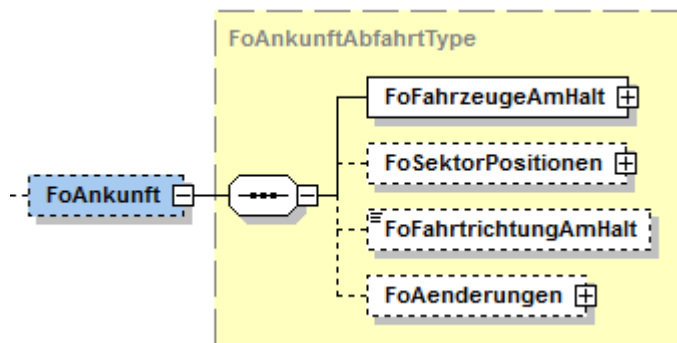 FoAnkunftAbfahrtType
FoFahrzeugeAmHalt
FoSektorPositionen
FoAnkunft
FoFahrtrichtungAmHalt
FoAenderungen